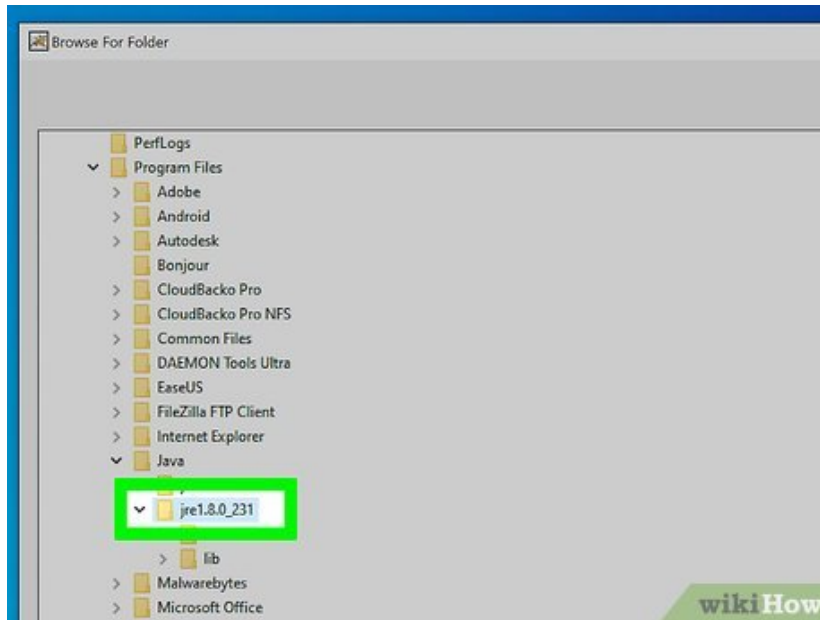 Browse For Folder
PerfLogs
Program Files
Adobe
Android
Autodesk
Bonjour
CloudBacko Pro
CloudBacko Pro NFS
Common Files
DAEMON Tools Ultra
EaseUS
FileZilla FTP Client
Internet Explorer
Java
jre1.8.0_231
lib
Malwarebytes
Microsoft Office
wikiHow